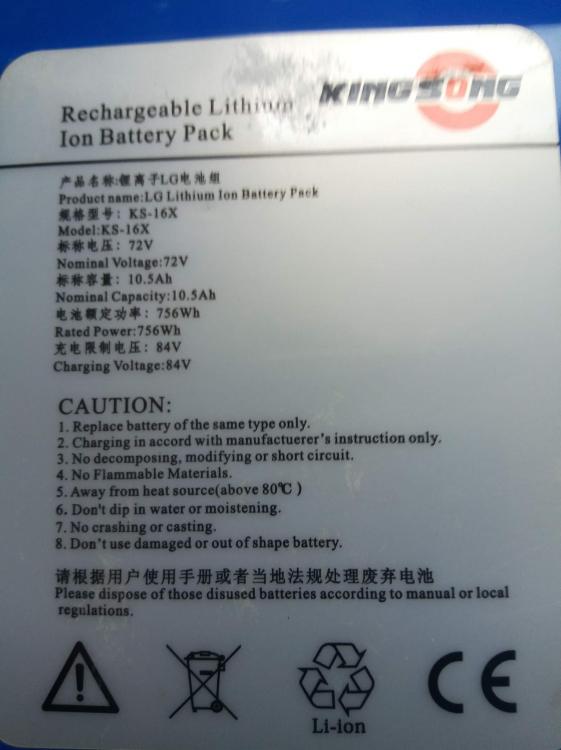 KINGSONG
Rechargeable Lithium
Ion Battery Pack
产品名称:锂离子LG电池组
Product name:LG Lithium Ion Battery Pack
规格型号: KS-16X
Model:KS-16X
标称电压: 72V
Nominal Voltage:72V
标称容量: 10.5Ah
Nominal Capacity:10.5Ah
电池额定功率: 756Wh
Rated Power:756Wh
充电限制电压: 84V
Charging Voltage:84V
CAUTION:
1. Replace battery of the same type only.
2. Charging in accord with manufactuerer's instruction only.
3. No decomposing, modifying or short circuit.
4. No Flammable Materials.
5. Away from heat source(above 80℃ )
6. Don't dip in water or moistening.
7. No crashing or casting.
8. Don't use damaged or out of shape battery.
请根据用户使用手册或者当地法规处理废弃电池
Please dispose of those disused batteries according to manual or local
regulations.
Li-ion
CE